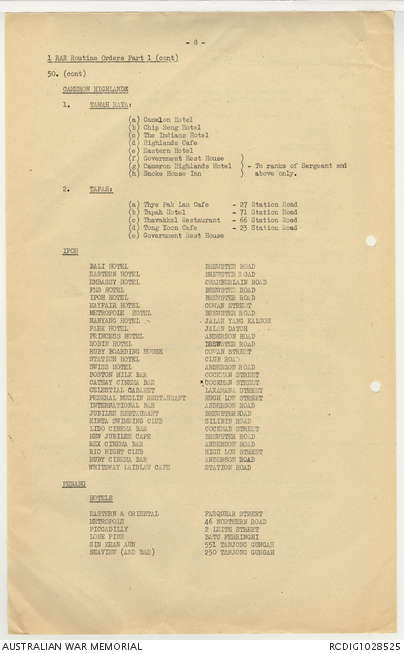 - 8 -
1 RAR Routine Orders Part 1 (cont)
50. (cont)
CAMERON HIGHLANDS
1. TANAH RATA:
(a) Camelon Hotel
(b) Chip Seng Hotel
(c) The Indiana Hotel
(d) Highlands Cafe
(e) Eastern Hotel
(f) Government Rest House
(g) Cameron Highlands Hotel - To ranks of Sergeant and
(h) Smoke House Inn above only.
2. TAPAH:
(a) Thye Pak Lau Cafe - 27 Station Road
(b) Tapah Hotel - 71 Station Road
(c) Thavakkal Restaurant - 66 Station Road
(d) Tong Yoon Cafe - 23 Station Road
(e) Government Rest House
IPOH
BALI HOTEL BREWSTER ROAD
EASTERN HOTEL BREWSTER ROAD
EMBASSY HOTEL CHAMBERLAIN ROAD
FMS HOTEL BREWSTER ROAD
IPOH HOTEL BREWSTER ROAD
MAYFAIR HOTEL COWAN STREET
METROPOLE HOTEL BREWSTER ROAD
NANYANG HOTEL JALAN YANG KALSOM
PARK HOTEL JALAN DATOH
PRINCESS HOTEL ANDERSON ROAD
ROBIN HOTEL BREWSTER ROAD
RUBY BOARDING HOUSE COWAN STREET
STATION HOTEL CLUB ROAD
SWISS HOTEL ANDERSON ROAD
BOSTON MILK BAR COCKMAN STREET
CATHAY CINEMA BAR COCKMAN STREET
CELESTIAL CABARET LAXAMANA STREET
FEDERAL MUSLIM RESTAURANT HUGH LOW STREET
INTERNATIONAL BAR ANDERSON ROAD
JUBILEE RESTAURANT BREWSTER ROAD
KINTA SWIMMING CLUB SILIBIN ROAD
LIDO CINEMA BAR COCKMAN STREET
NEW JUBILEE CAFE BREWSTER ROAD
REX CINEMA BAR ANDERSON ROAD
RIO NIGHT CLUB HUGH LOW STREET
RUBY CINEMA BAR ANDERSON ROAD
WHITEWAY LAIDLAW CAFE STATION ROAD
PENANG
HOTELS
EASTERN & ORIENTAL FARQUHAR STREET
METROPOLE 46 NORTHERN ROAD
PICCADILLY 2 LEITH STREET
LONE PINE BATU FERRINGHI
SIN KHAN AUN 551 TANJONG GUNGAH
SEAVIEW (AND BAR) 250 TANJONG GUNGAH
AUSTRALIAN WAR MEMORIAL RCDIG1028525